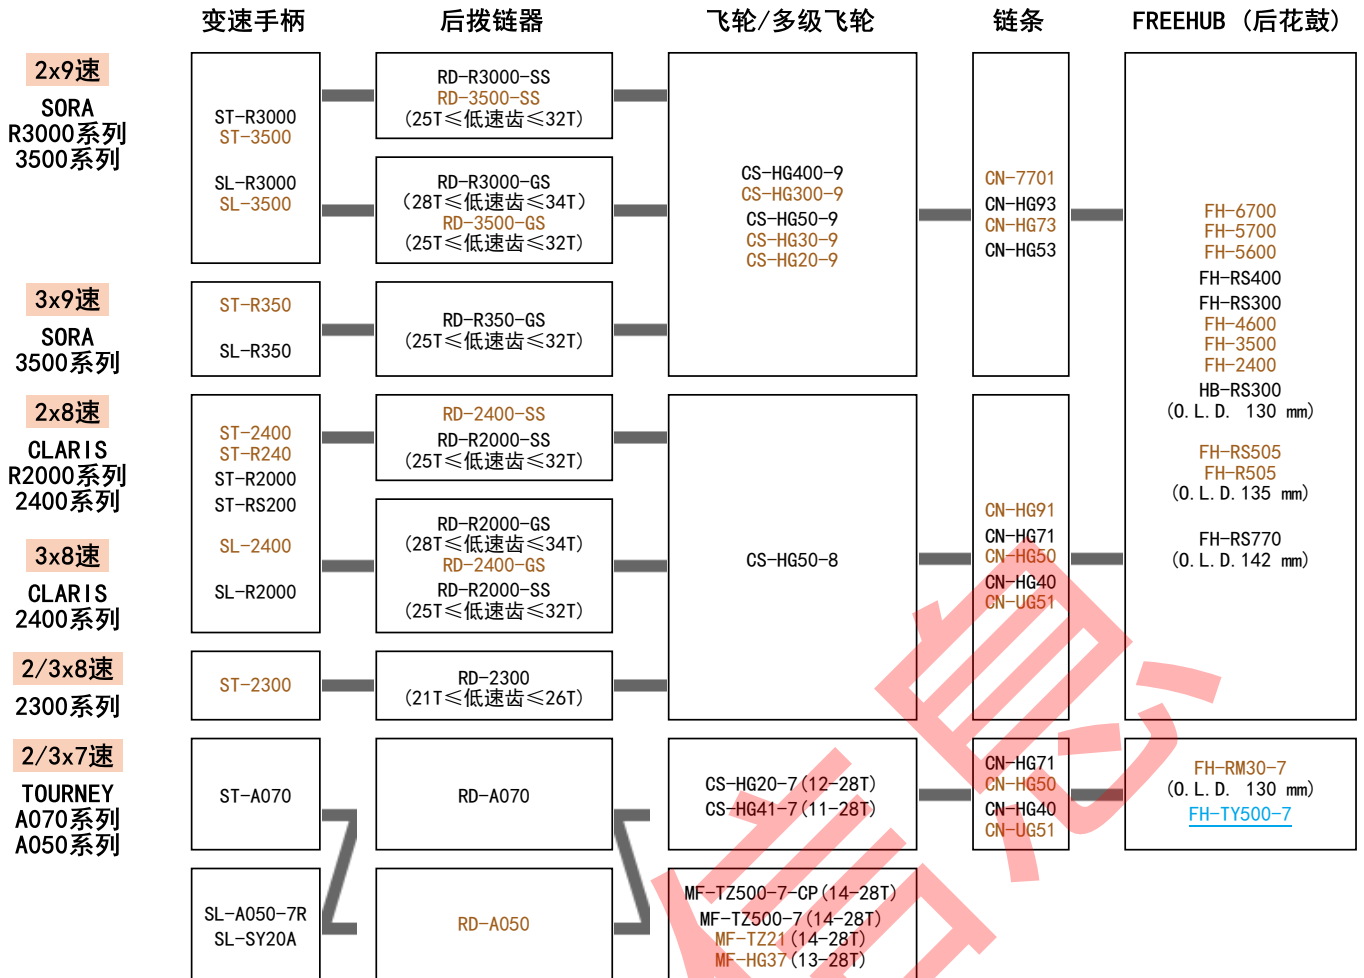 变速手柄
后拨链器
飞轮/多级飞轮
链条
FREEHUB (后花鼓)
2x9速
SORA
R3000系列
3500系列
ST-R3000
ST-3500
SL-R3000
SL-3500
RD-R3000-SS
RD-3500-SS
(25T≤低速齿≤32T)
RD-R3000-GS
(28T≤低速齿≤34T)
RD-3500-GS
(25T≤低速齿≤32T)
3x9速
SORA
3500系列
ST-R350
SL-R350
RD-R350-GS
(25T≤低速齿≤32T)
CS-HG400-9
CS-HG300-9
CS-HG50-9
CS-HG30-9
CS-HG20-9
CN-7701
CN-HG93
CN-HG73
CN-HG53
FH-6700
FH-5700
FH-5600
FH-RS400
FH-RS300
FH-4600
FH-3500
FH-2400
HB-RS300
(O.L.D. 130 mm)
FH-RS505
FH-R505
(O.L.D.135 mm)
FH-RS770
(O.L.D.142 mm)
2x8速
CLARIS
R2000系列
2400系列
3x8速
CLARIS
2400系列
ST-2400
ST-R240
ST-R2000
ST-RS200
SL-2400
SL-R2000
RD-2400-SS
RD-R2000-SS
(25T≤低速齿≤32T)
RD-R2000-GS
(28T≤低速齿≤34T)
RD-2400-GS
RD-R2000-SS
(25T≤低速齿≤32T)
2/3x8速
2300系列
ST-2300
RD-2300
(21T≤低速齿≤26T)
CS-HG50-8
CN-HG91
CN-HG71
CN-HG50
CN-HG40
CN-UG51
2/3x7速
TOURNEY
A070系列
A050系列
ST-A070
RD-A070
CS-HG20-7(12-28T)
CS-HG41-7(11-28T)
CN-HG71
CN-HG50
CN-HG40
CN-UG51
FH-RM30-7
(O.L.D. 130 mm)
FH-TY500-7
SL-A050-7R
SL-SY20A
RD-A050
MF-TZ500-7-CP(14-28T)
MF-TZ500-7(14-28T)
MF-TZ21(14-28T)
MF-HG37(13-28T)
信息